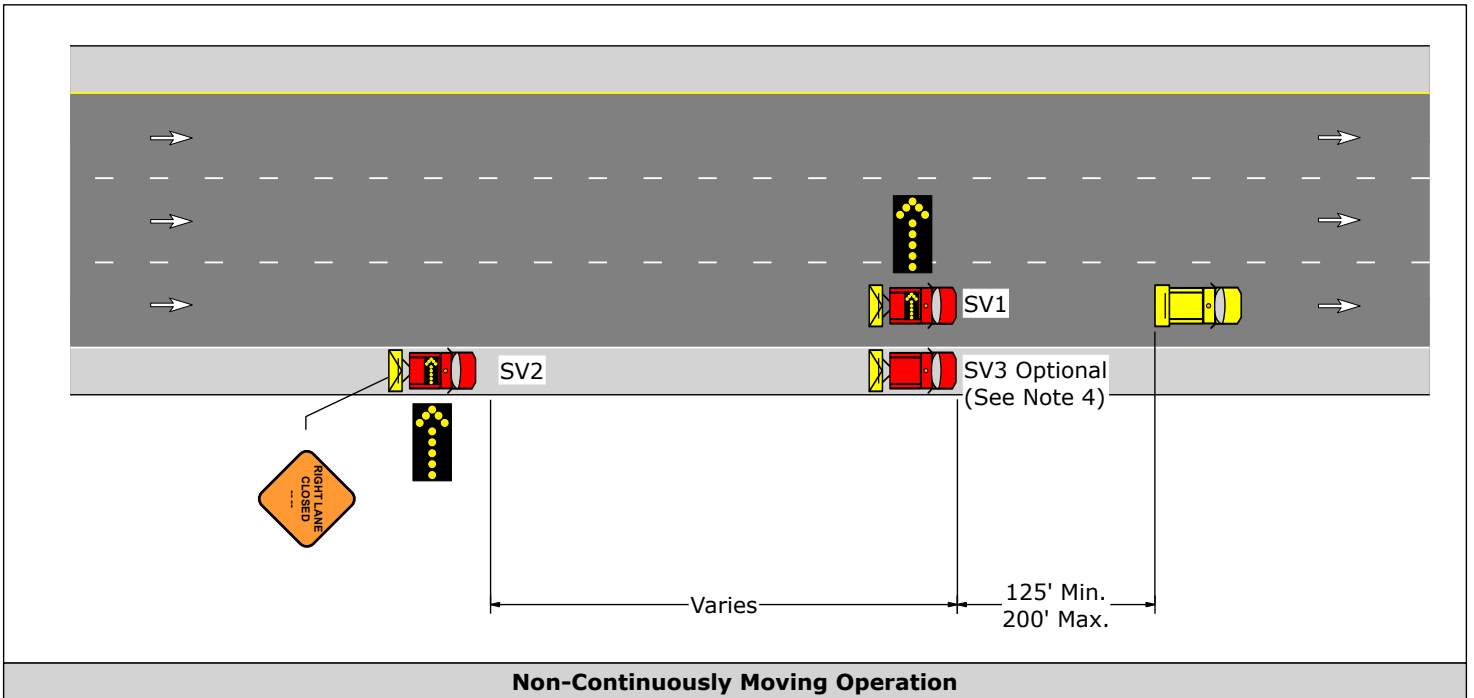 SV1
SV2
SV3 Optional
(See Note 4)
RIGHT LANE
CLOSED
-- --
Varies
125' Min.
200' Max.
Non-Continuously Moving Operation